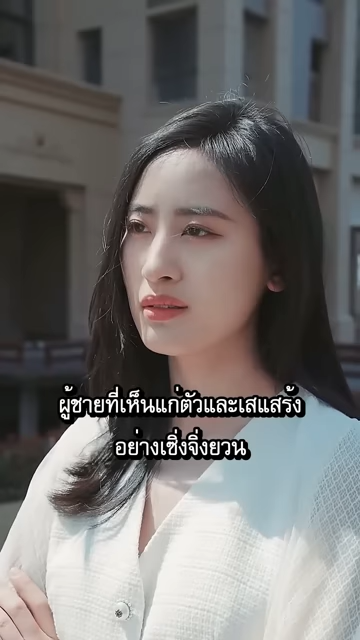 ผู้ชายที่เห็นแก่ตัวและเสแสร้ง
อย่างเซิ่งจิ่งยวน